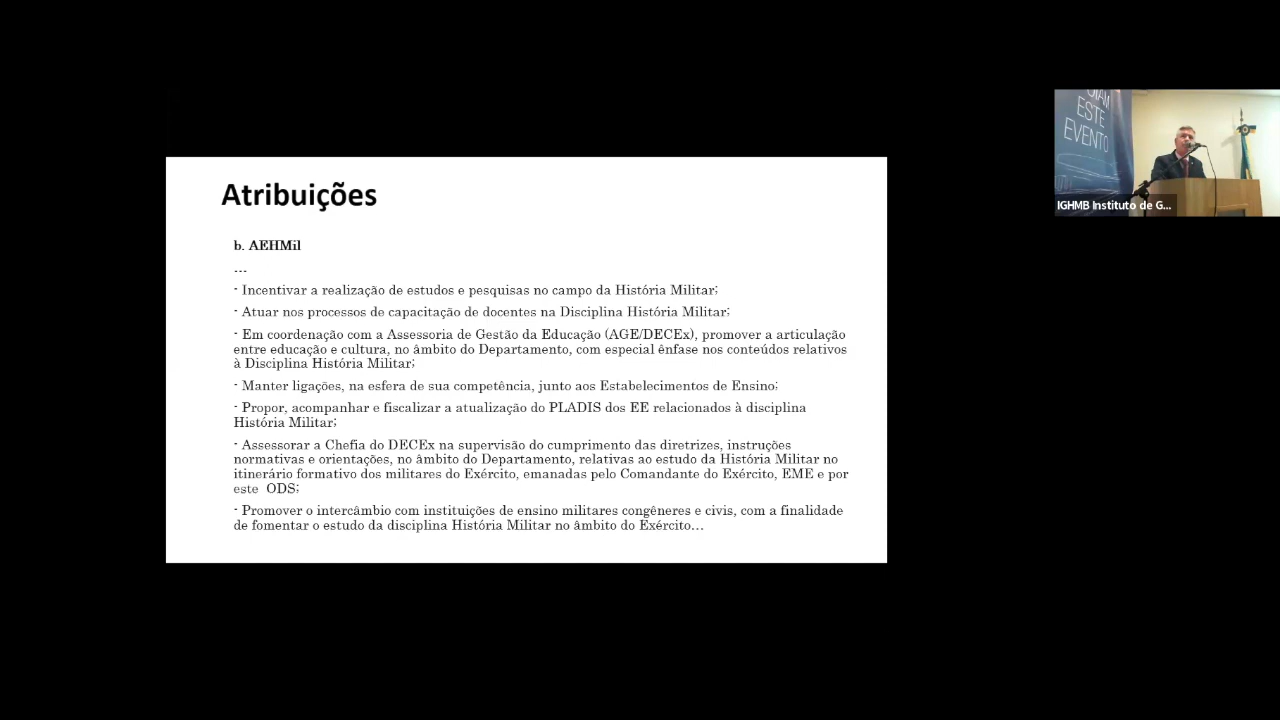 Atribuições
b. AEHMil
---
- Incentivar a realização de estudos e pesquisas no campo da História Militar;
- Atuar nos processos de capacitação de docentes na Disciplina História Militar;
- Em coordenação com a Assessoria de Gestão da Educação (AGE/DECEx), promover a articulação
entre educação e cultura, no âmbito do Departamento, com especial ênfase nos conteúdos relativos
à Disciplina História Militar;
- Manter ligações, na esfera de sua competência, junto aos Estabelecimentos de Ensino;
- Propor, acompanhar e fiscalizar a atualização do PLADIS dos EE relacionados à disciplina
História Militar;
- Assessorar a Chefia do DECEx na supervisão do cumprimento das diretrizes, instruções
normativas e orientações, no âmbito do Departamento, relativas ao estudo da História Militar no
itinerário formativo dos militares do Exército, emanadas pelo Comandante do Exército, EME e por
este ODS;
- Promover o intercâmbio com instituições de ensino militares congêneres e civis, com a finalidade
de fomentar o estudo da disciplina História Militar no âmbito do Exército...
ESTE
EVENTO
IGHMB Instituto de G...